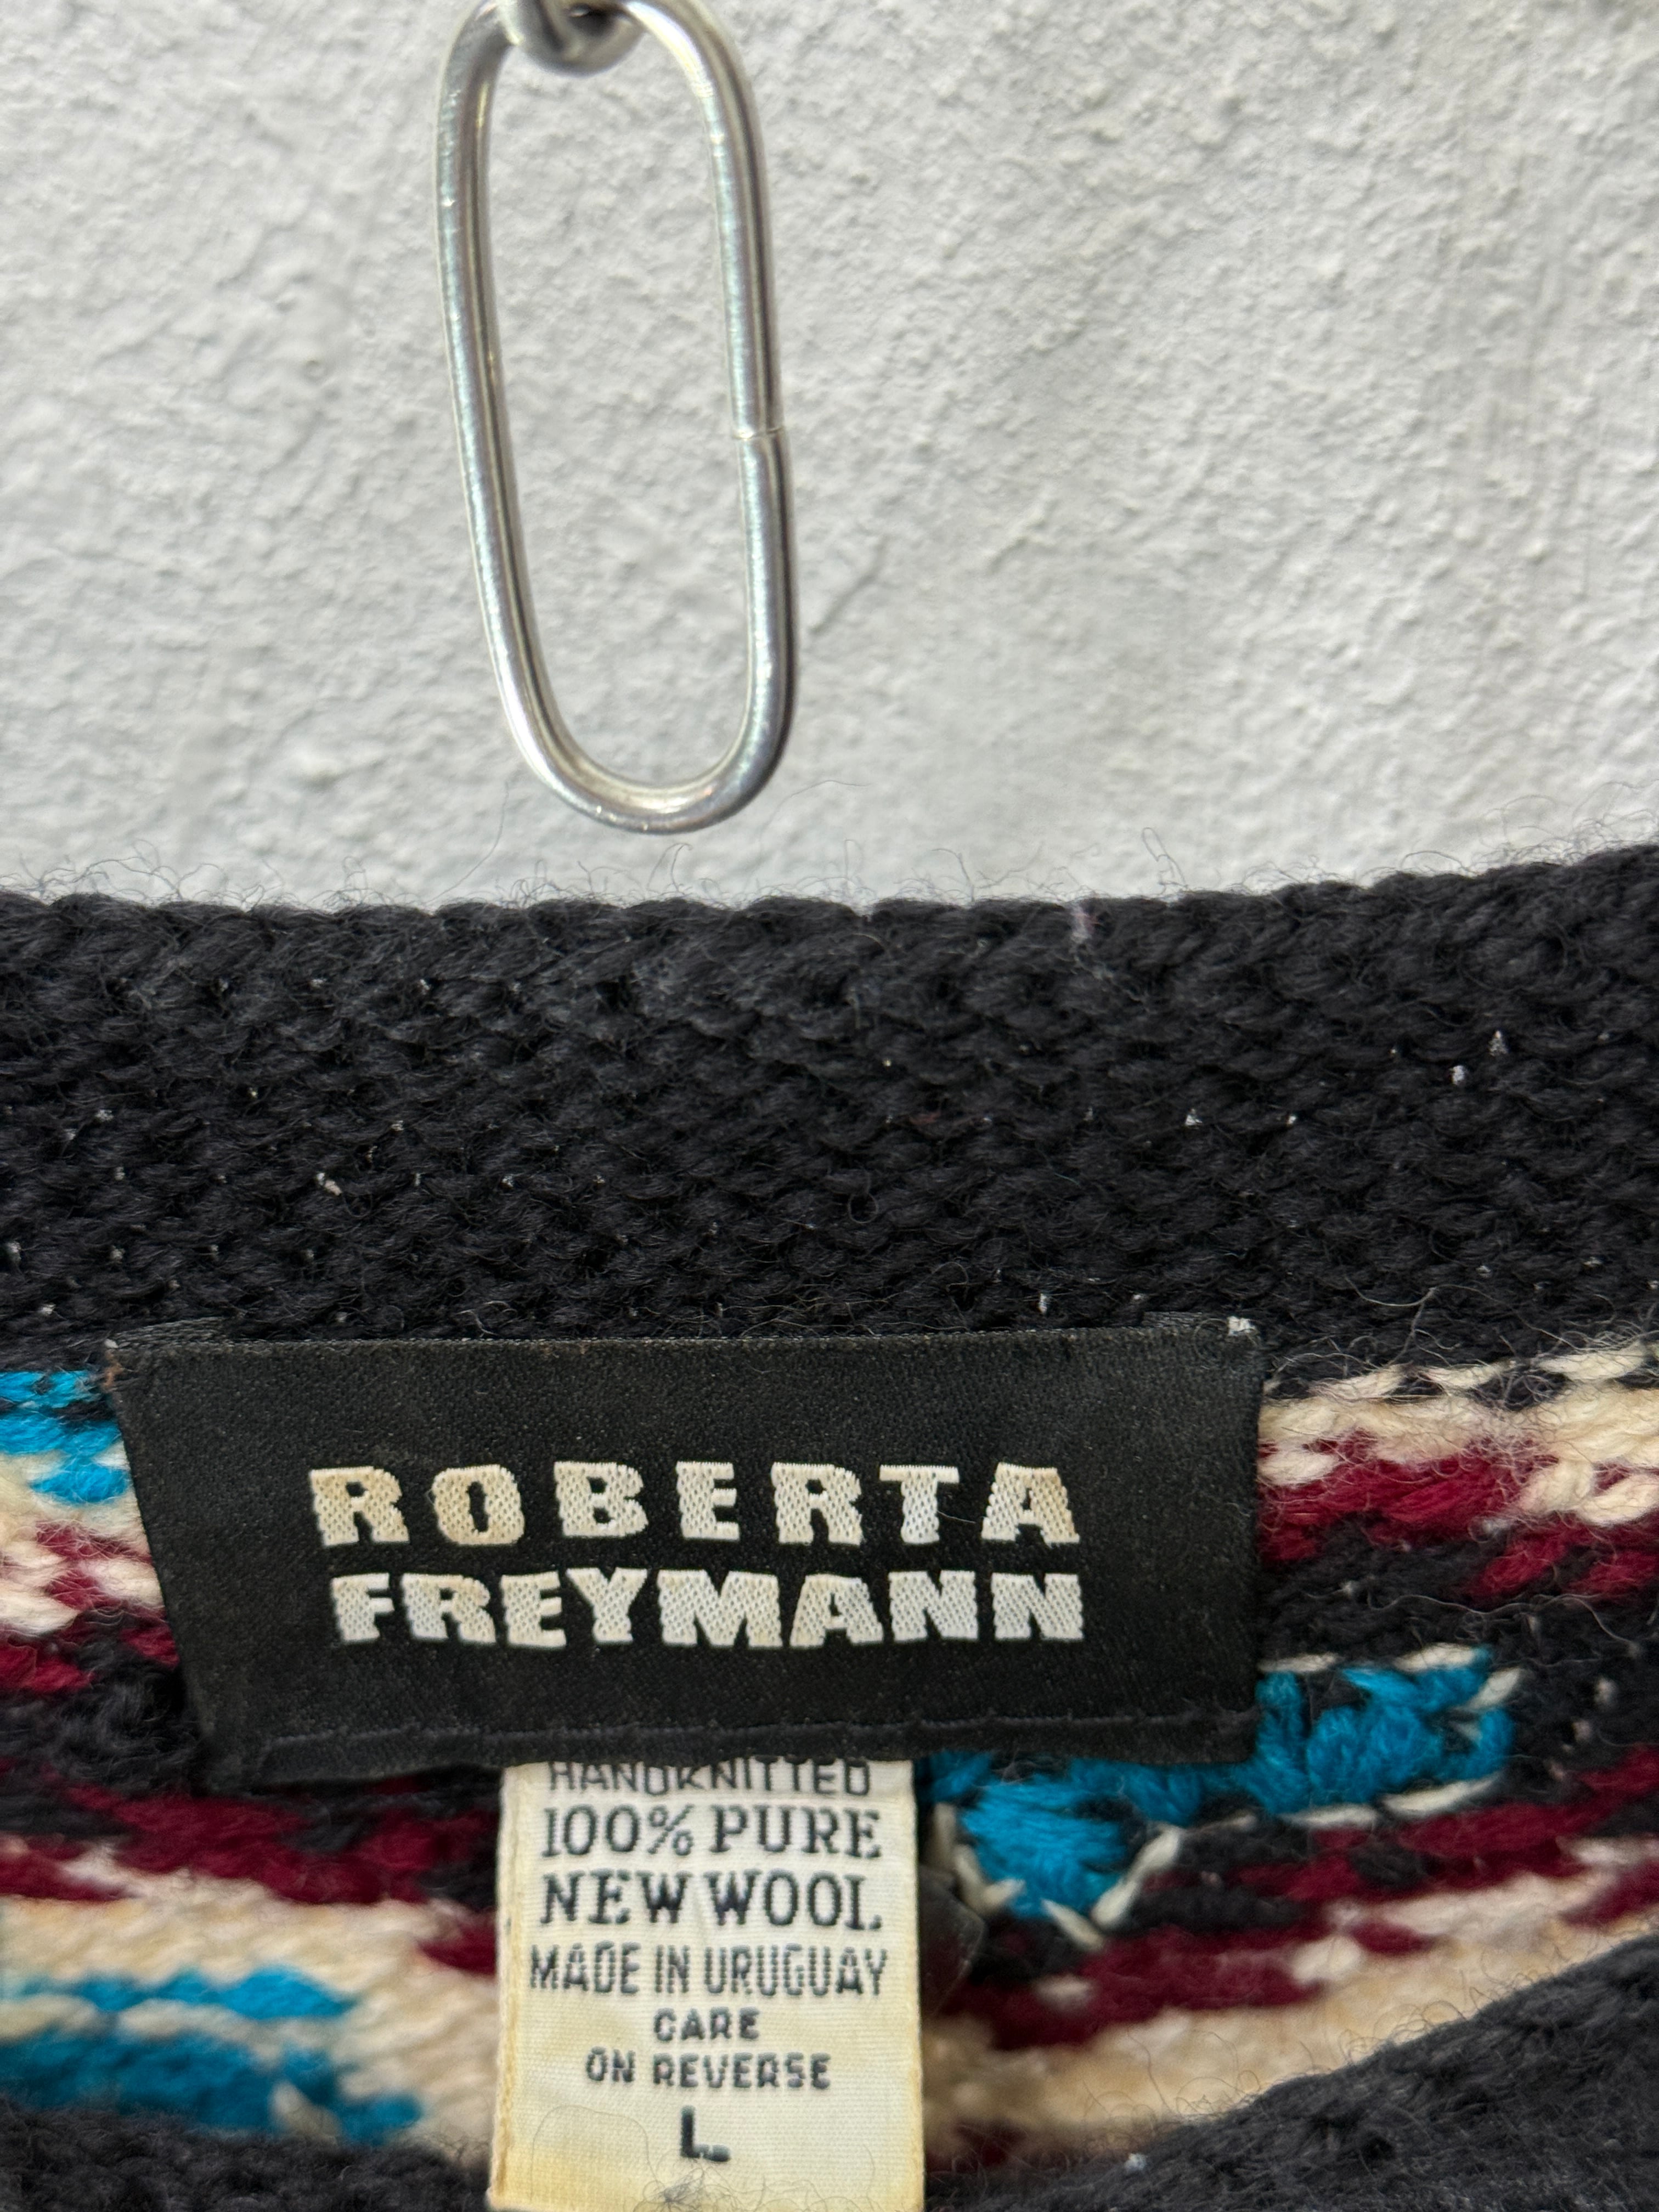 ROBERTA
FREYMANN
HANDKNITTED
100% PURE
NEW WOOL
MADE IN URUGUAY
CARE
ON REVERSE
L